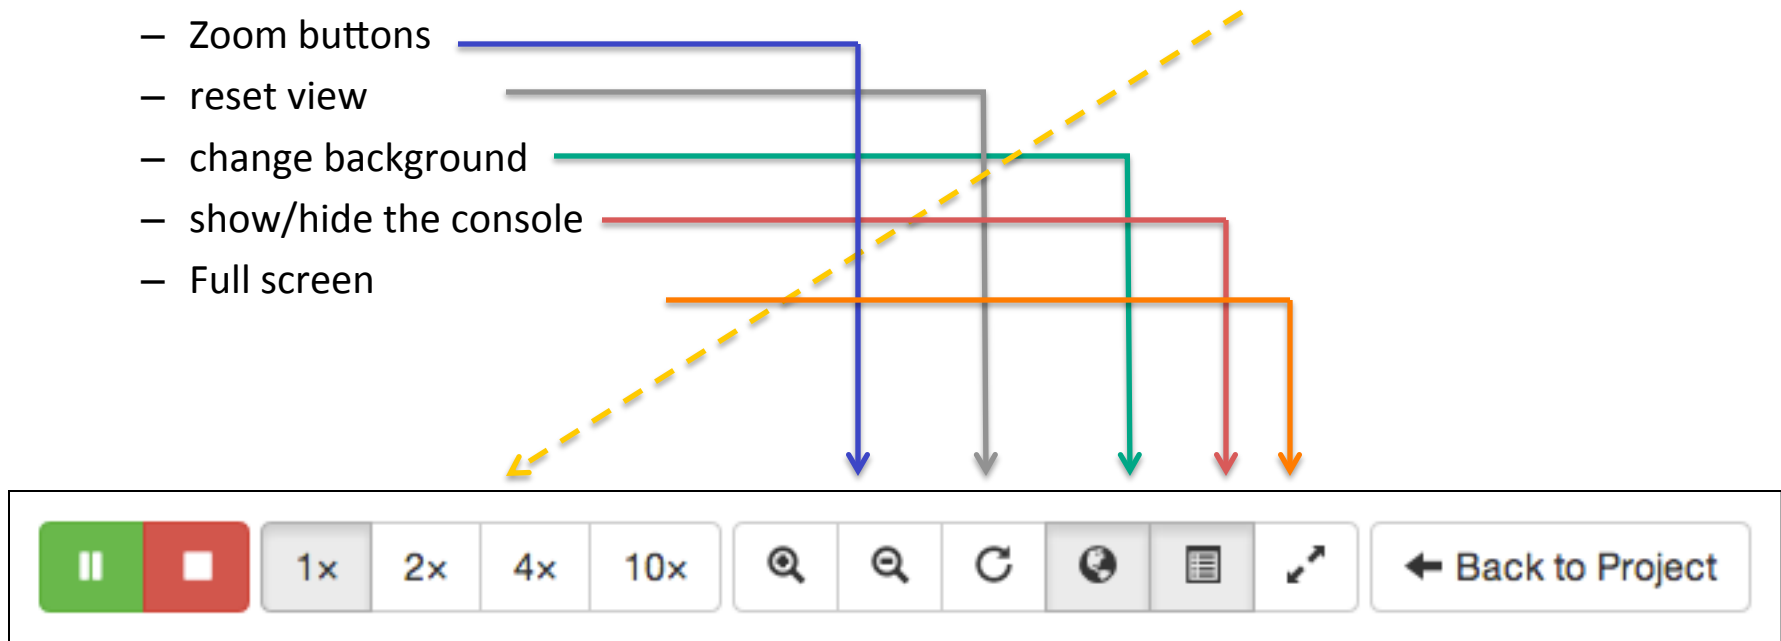 – Zoom buttons
– reset view
– change background
– show/hide the console
– Full screen
1× 2× 4× 10× Back to Project